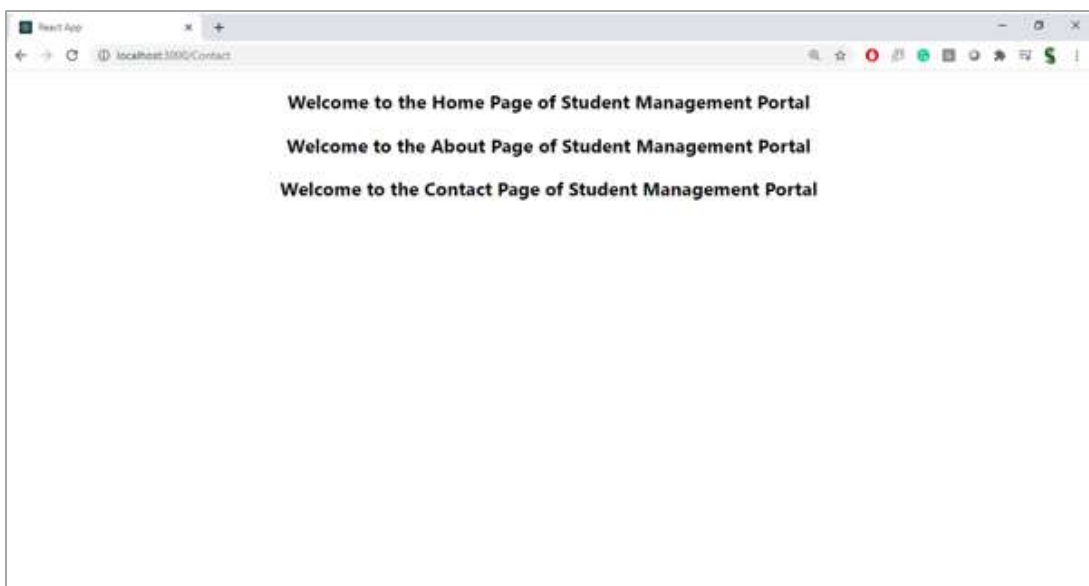 React App
localhost:3000/Contact
Welcome to the Home Page of Student Management Portal
Welcome to the About Page of Student Management Portal
Welcome to the Contact Page of Student Management Portal